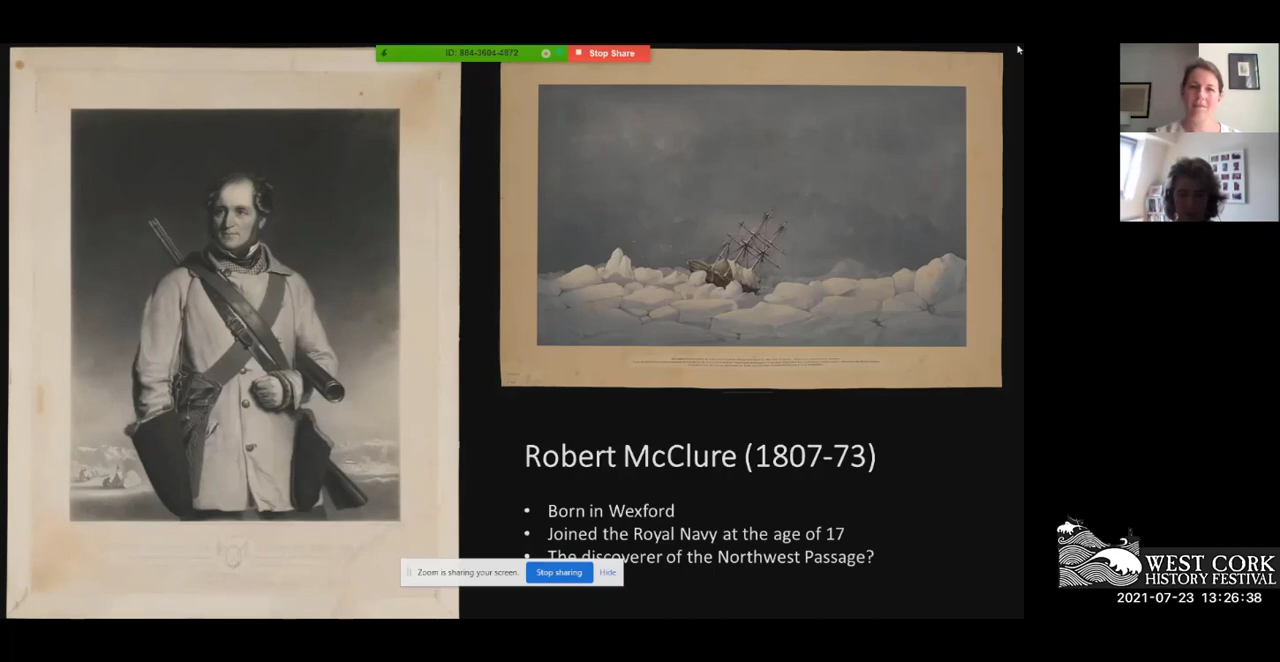 ID: 884-3604-4872
Stop Share
Robert McClure (1807-73)
• Born in Wexford
• Joined the Royal Navy at the age of 17
• The discoverer of the Northwest Passage?
Zoom is sharing your screen.
Stop sharing
Hide
WEST CORK
HISTORY FESTIVAL
2021-07-23 13:26:38